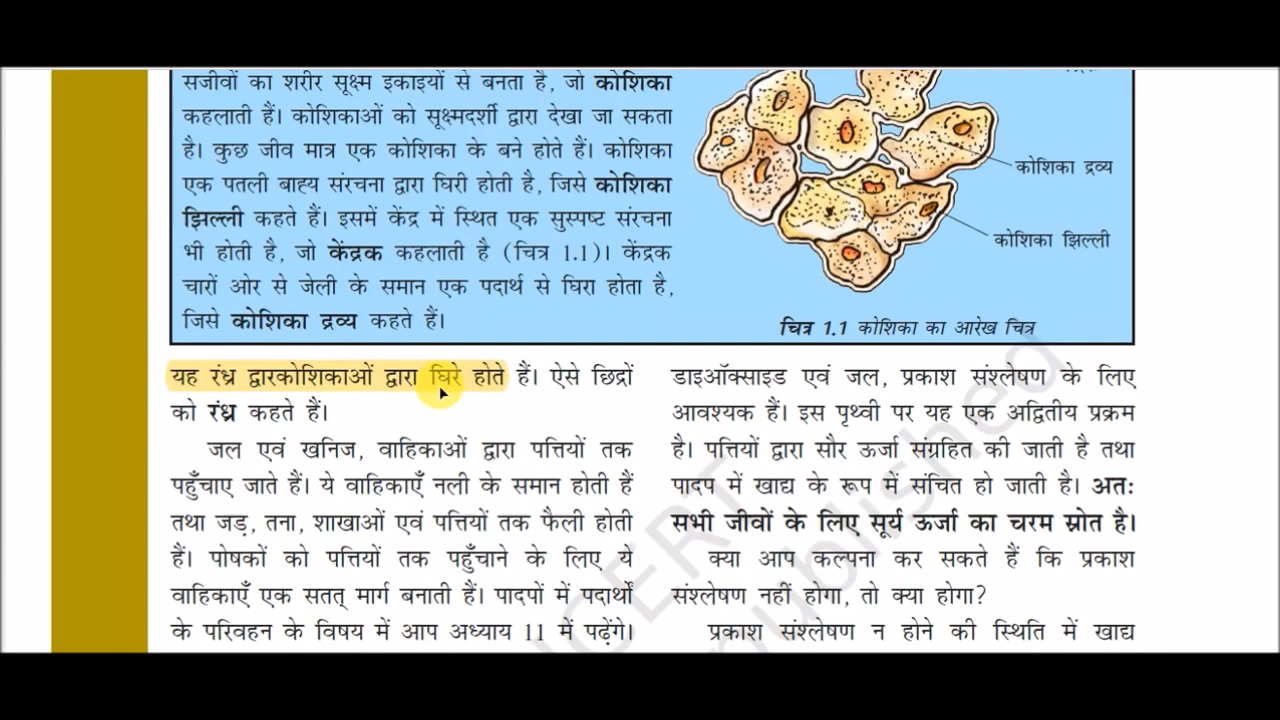 सजीवों का शरीर सूक्ष्म इकाइयों से बनता है, जो कोशिका
कहलाती हैं। कोशिकाओं को सूक्ष्मदर्शी द्वारा देखा जा सकता
है। कुछ जीव मात्र एक कोशिका के बने होते हैं। कोशिका
एक पतली बाह्य संरचना द्वारा घिरी होती है, जिसे कोशिका
झिल्ली कहते हैं। इसमें केंद्र में स्थित एक सुस्पष्ट संरचना
भी होती है, जो केंद्रक कहलाती है (चित्र 1.1)। केंद्रक
चारों ओर से जेली के समान एक पदार्थ से घिरा होता है,
जिसे कोशिका द्रव्य कहते हैं।
कोशिका द्रव्य
कोशिका झिल्ली
चित्र 1.1 कोशिका का आरेख चित्र
यह रंध्र द्वारकोशिकाओं द्वारा घिरे होते हैं। ऐसे छिद्रों
को रंध्र कहते हैं।
जल एवं खनिज, वाहिकाओं द्वारा पत्तियों तक
पहुँचाए जाते हैं। ये वाहिकाएँ नली के समान होती हैं
तथा जड़, तना, शाखाओं एवं पत्तियों तक फैली होती
हैं। पोषकों को पत्तियों तक पहुँचाने के लिए ये
वाहिकाएँ एक सतत् मार्ग बनाती हैं। पादपों में पदार्थों
के परिवहन के विषय में आप अध्याय 11 में पढ़ेंगे।
डाइऑक्साइड एवं जल, प्रकाश संश्लेषण के लिए
आवश्यक हैं। इस पृथ्वी पर यह एक अद्वितीय प्रक्रम
है। पत्तियों द्वारा सौर ऊर्जा संग्रहित की जाती है तथा
पादप में खाद्य के रूप में संचित हो जाती है। अतः
सभी जीवों के लिए सूर्य ऊर्जा का चरम स्रोत है।
क्या आप कल्पना कर सकते हैं कि प्रकाश
संश्लेषण नहीं होगा, तो क्या होगा?
प्रकाश संश्लेषण न होने की स्थिति में खाद्य